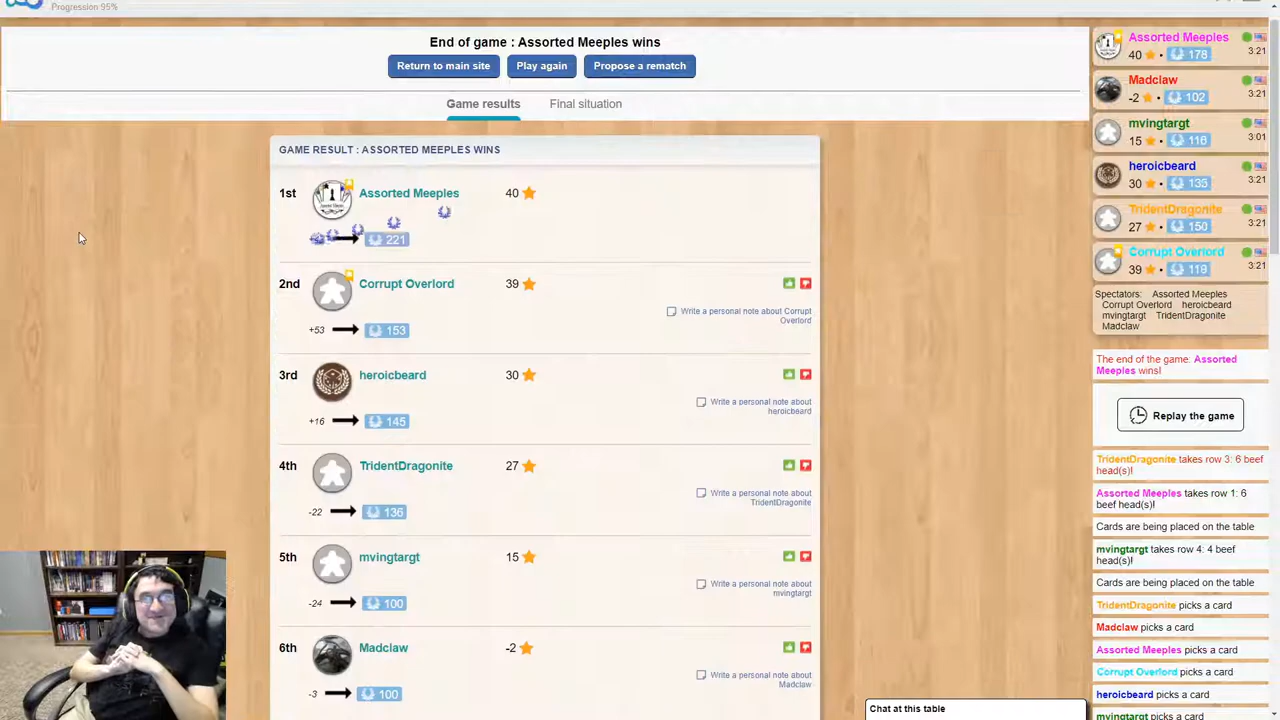 Progression 95%
End of game : Assorted Meeples wins
Return to main site
Play again
Propose a rematch
Game results
Final situation
GAME RESULT : ASSORTED MEEPLES WINS
1st
Assorted Meeples
40
221
2nd
Corrupt Overlord
39
Write a personal note about Corrupt
Overlord
+53
153
3rd
heroicbeard
30
Write a personal note about
heroicbeard
+16
145
4th
TridentDragonite
27
Write a personal note about
TridentDragonite
-22
136
5th
mvingtargt
15
Write a personal note about
mvingtargt
-24
100
6th
Madclaw
-2
Write a personal note about
Madclaw
-3
100
Assorted Meeples
40 • 178
3:21
Madclaw
-2 • 102
3:21
mvingtargt
15 • 116
3:01
heroicbeard
30 • 135
3:21
TridentDragonite
27 • 150
3:21
Corrupt Overlord
39 • 118
3:21
Spectators: Assorted Meeples
Corrupt Overlord heroicbeard
mvingtargt TridentDragonite
Madclaw
The end of the game: Assorted
Meeples wins!
Replay the game
TridentDragonite takes row 3: 6 beef
head(s)!
Assorted Meeples takes row 1: 6
beef head(s)!
Cards are being placed on the table
mvingtargt takes row 4: 4 beef
head(s)!
Cards are being placed on the table
TridentDragonite picks a card
Madclaw picks a card
Assorted Meeples picks a card
Corrupt Overlord picks a card
heroicbeard picks a card
mvingtargt picks a card
Chat at this table